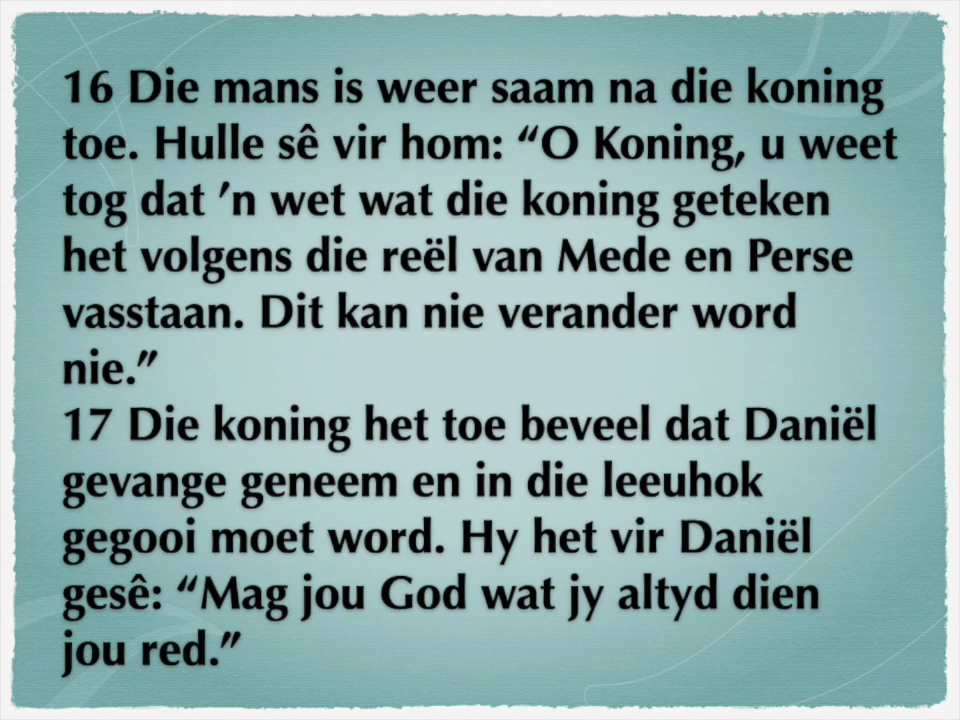 16 Die mans is weer saam na die koning
toe. Hulle sê vir hom: “O Koning, u weet
tog dat ’n wet wat die koning geteken
het volgens die reël van Mede en Perse
vasstaan. Dit kan nie verander word
nie.”
17 Die koning het toe beveel dat Daniël
gevange geneem en in die leeuhok
gegooi moet word. Hy het vir Daniël
gesê: “Mag jou God wat jy altyd dien
jou red.”